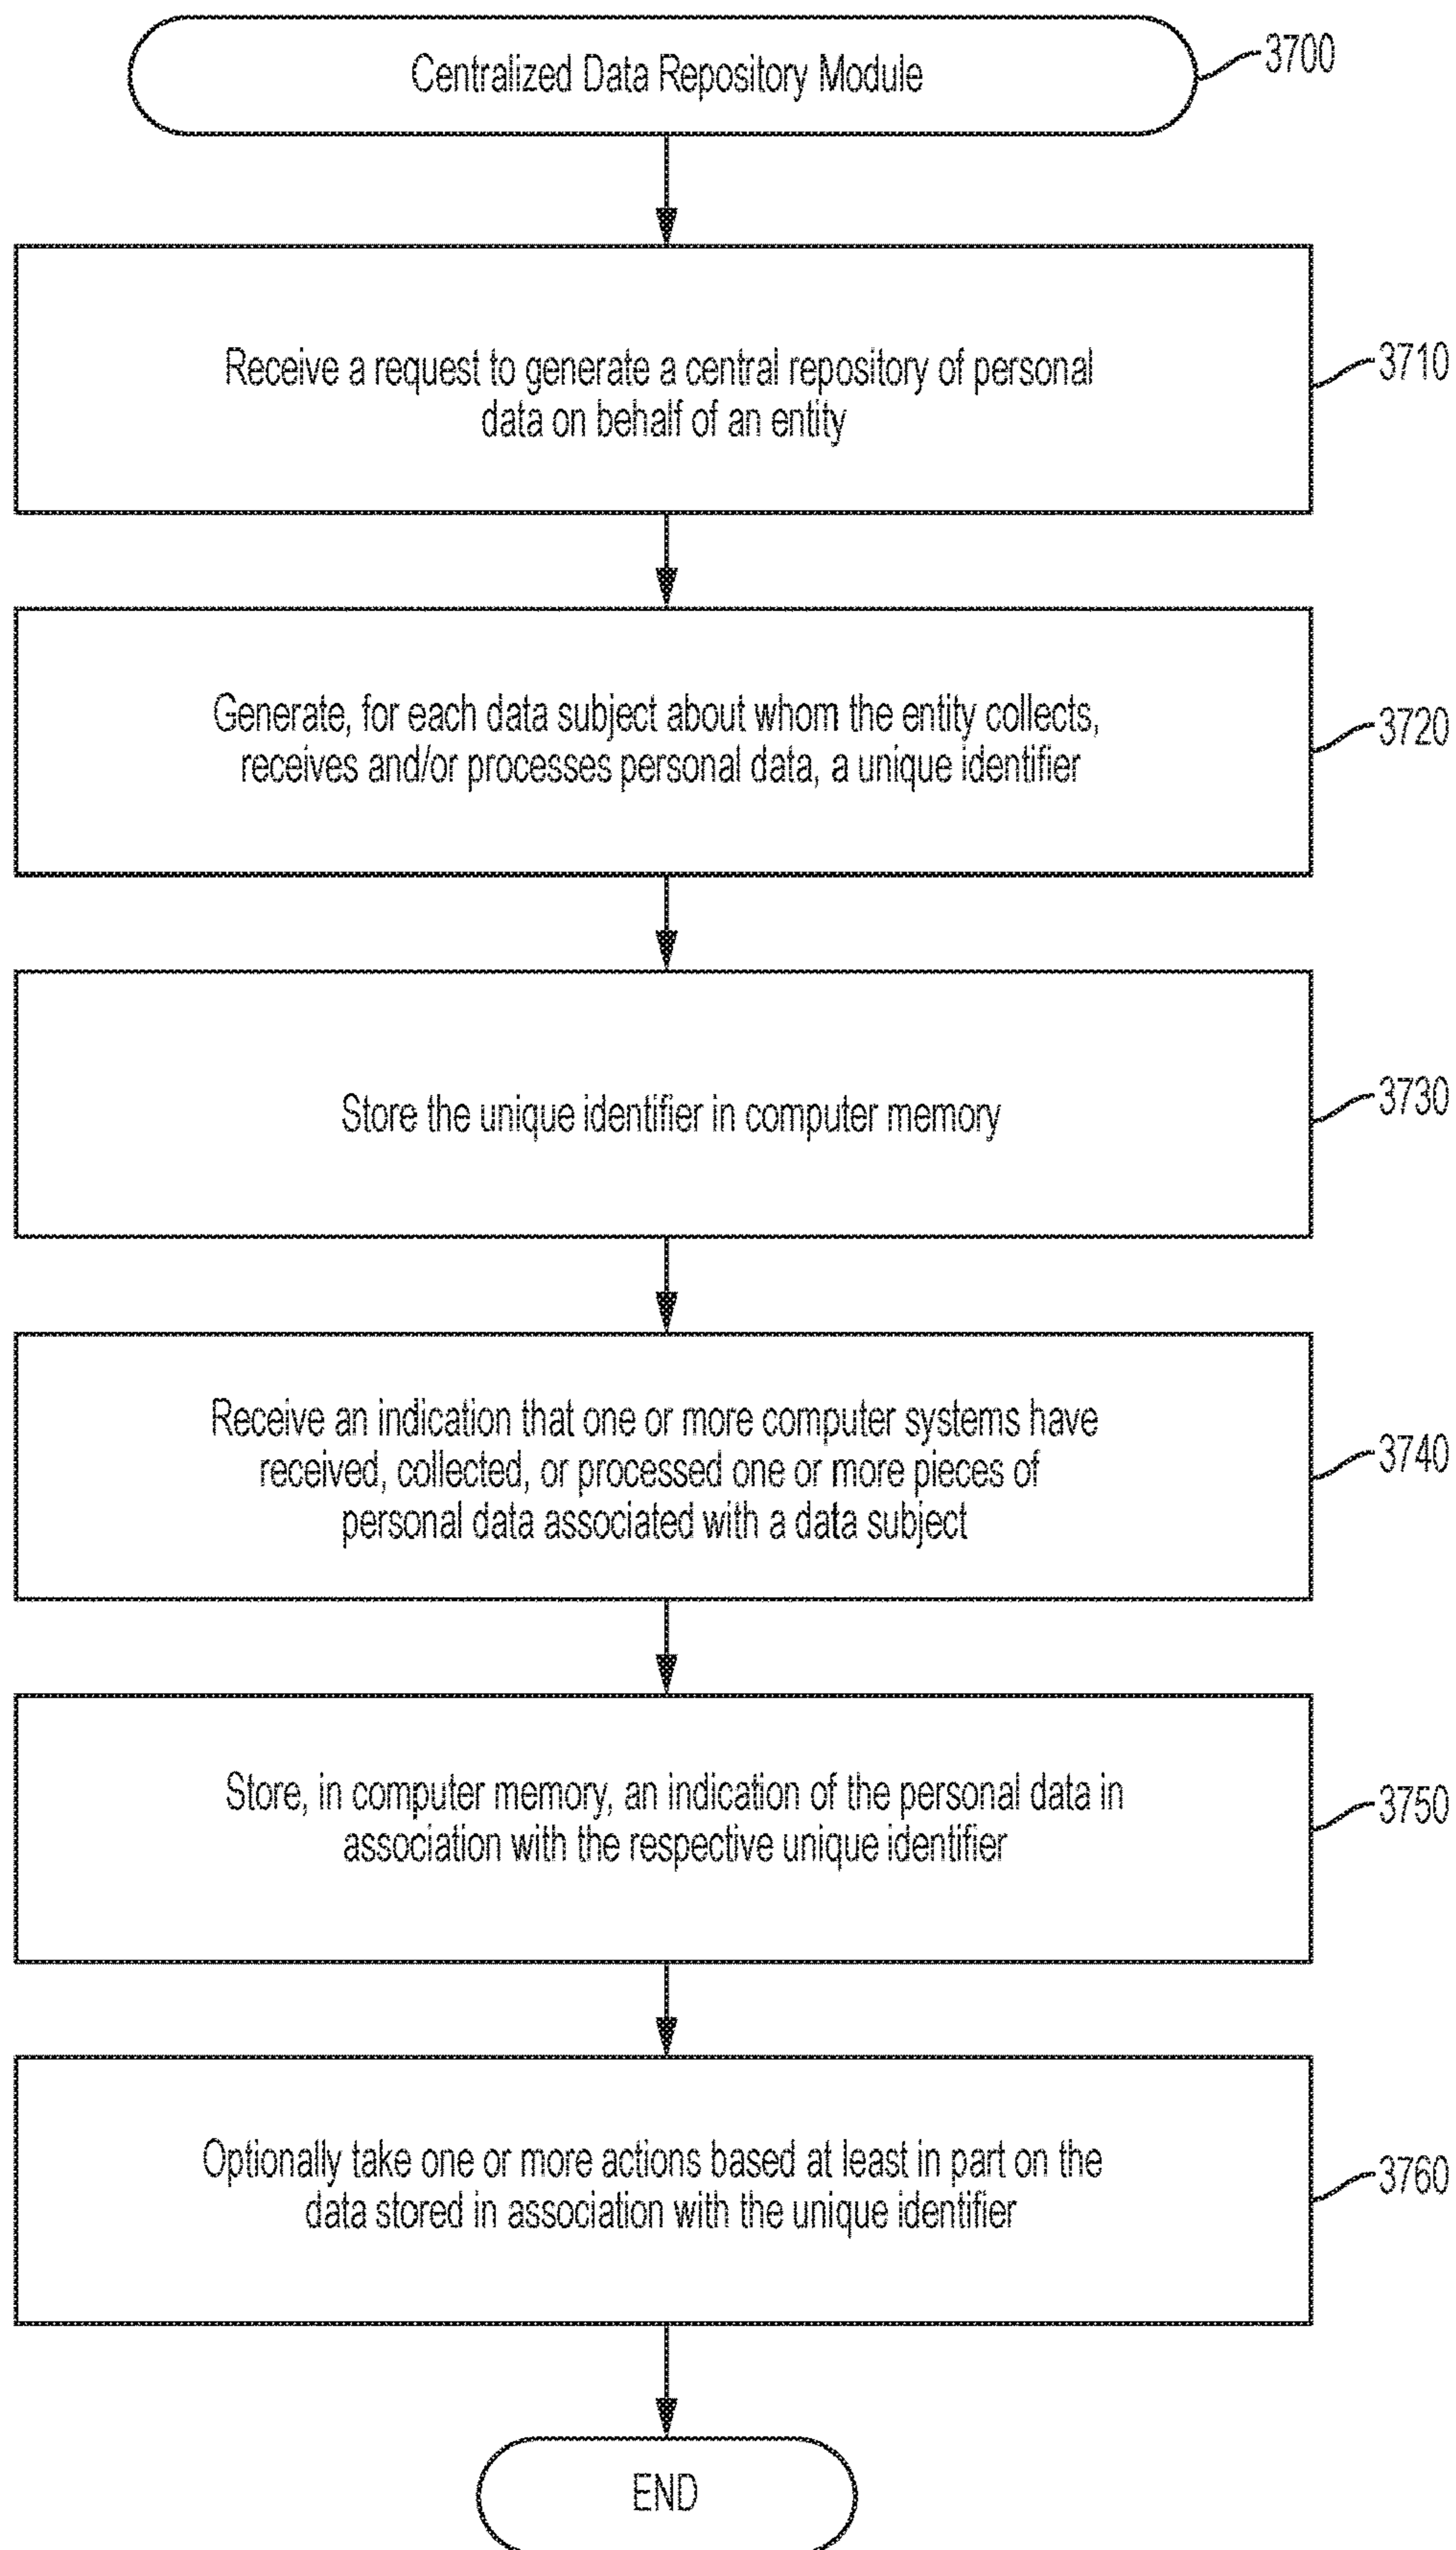 Centralized Data Repository Module
3700
Receive a request to generate a central repository of personal
data on behalf of an entity
3710
Generate, for each data subject about whom the entity collects,
receives and/or processes personal data, a unique identifier
3720
Store the unique identifier in computer memory
3730
Receive an indication that one or more computer systems have
received, collected, or processed one or more pieces of
personal data associated with a data subject
3740
Store, in computer memory, an indication of the personal data in
association with the respective unique identifier
3750
Optionally take one or more actions based at least in part on the
data stored in association with the unique identifier
3760
END